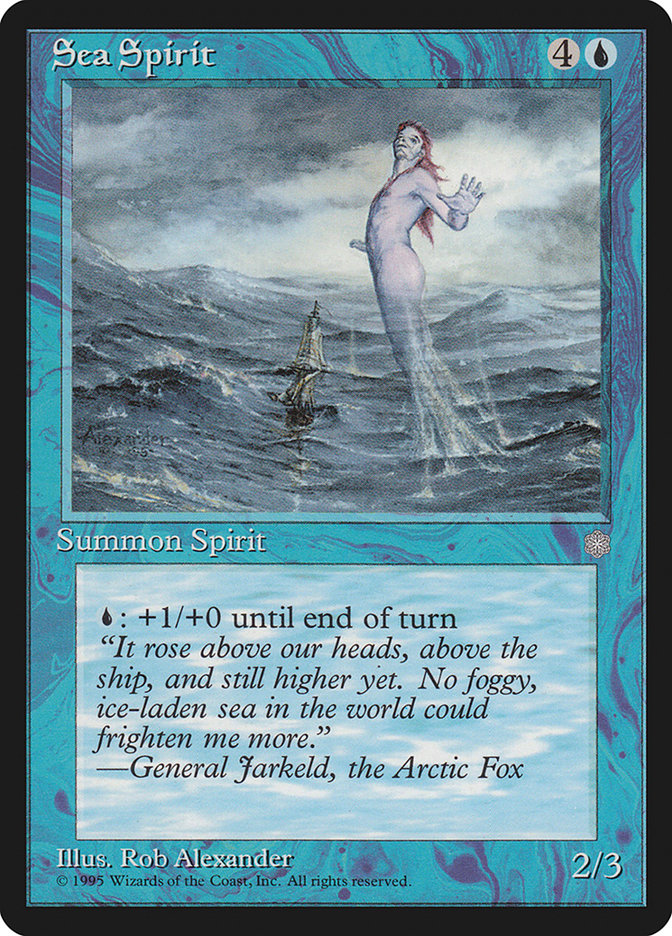 Sea Spirit 4
Alexander
Summon Spirit
: +1/+0 until end of turn
“It rose above our heads, above the
ship, and still higher yet. No foggy,
ice-laden sea in the world could
frighten me more.”
—General Jarkeld, the Arctic Fox
Illus. Rob Alexander
2/3
© 1995 Wizards of the Coast, Inc. All rights reserved.